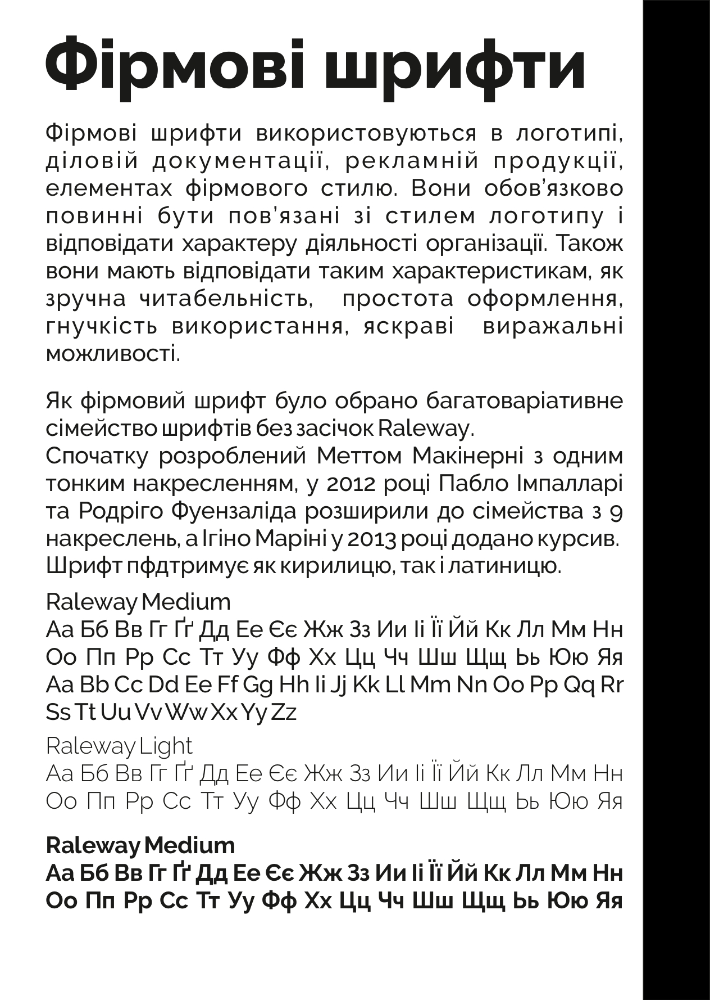 Фірмові шрифти
Фірмові шрифти використовуються в логотипі,
діловій документації, рекламній продукції,
елементах фірмового стилю. Вони обов’язково
повинні бути пов’язані зі стилем логотипу і
відповідати характеру діяльності організації. Також
вони мають відповідати таким характеристикам, як
зручна читабельність, простота оформлення,
гнучкість використання, яскраві виражальні
можливості.
Як фірмовий шрифт було обрано багатоваріативне
сімейство шрифтів без засічок Raleway.
Спочатку розроблений Меттом Макінерні з одним
тонким накресленням, у 2012 році Пабло Імпалларі
та Родріго Фуензаліда розширили до сімейства з 9
накреслень, а Ігіно Маріні у 2013 році додано курсив.
Шрифт пфдтримує як кирилицю, так і латиницю.
Raleway Medium
Аа Бб Вв Гг Ґґ Дд Ее Єє Жж Зз Ии Іі Її Йй Кк Лл Мм Нн
Оо Пп Рр Сс Тт Уу Фф Хх Цц Чч Шш Щщ Ьь Юю Яя
Aa Bb Cc Dd Ee Ff Gg Hh Ii Jj Kk Ll Mm Nn Oo Pp Qq Rr
Ss Tt Uu Vv Ww Xx Yy Zz
Raleway Light
Аа Бб Вв Гг Ґґ Дд Ее Єє Жж Зз Ии Іі Її Йй Кк Лл Мм Нн
Оо Пп Рр Сс Тт Уу Фф Хх Цц Чч Шш Щщ Ьь Юю Яя
Raleway Medium
Аа Бб Вв Гг Ґґ Дд Ее Єє Жж Зз Ии Іі Її Йй Кк Лл Мм Нн
Оо Пп Рр Сс Тт Уу Фф Хх Цц Чч Шш Щщ Ьь Юю Яя